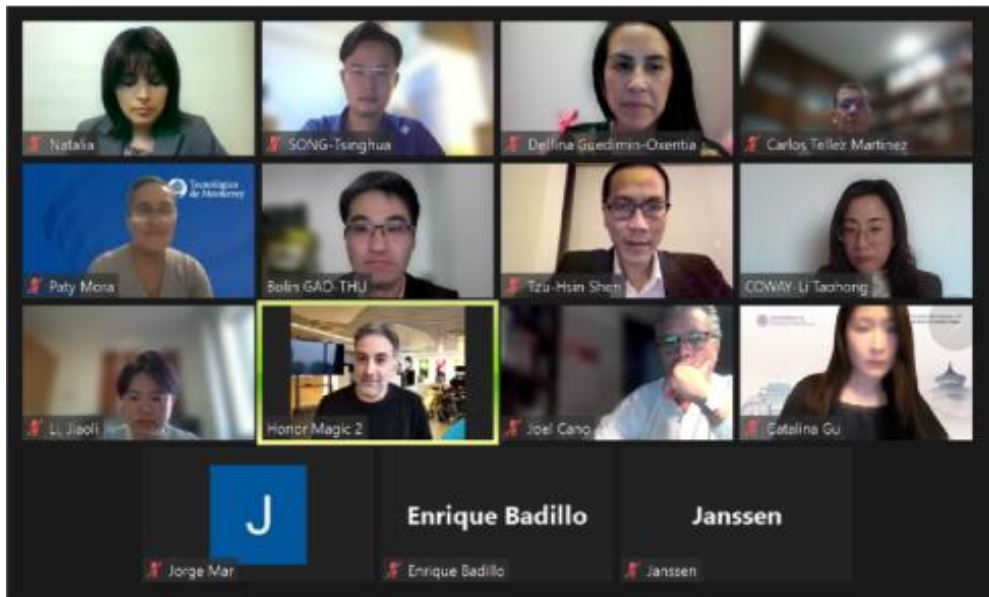 Natalia
SONG-Tsinghua
Delfina Guedimin-Oxentia
Carlos Tellez Martinez
Tecnológico
de Monterrey
Paty Mora
Bolin GAO-THU
Tzu-Hsin Shen
COWAY-Li Taohong
Li, Jiaoli
Honor Magic 2
Joel Cano
Catalina Gu
J
Enrique Badillo
Janssen
Jorge Mar
Enrique Badillo
Janssen